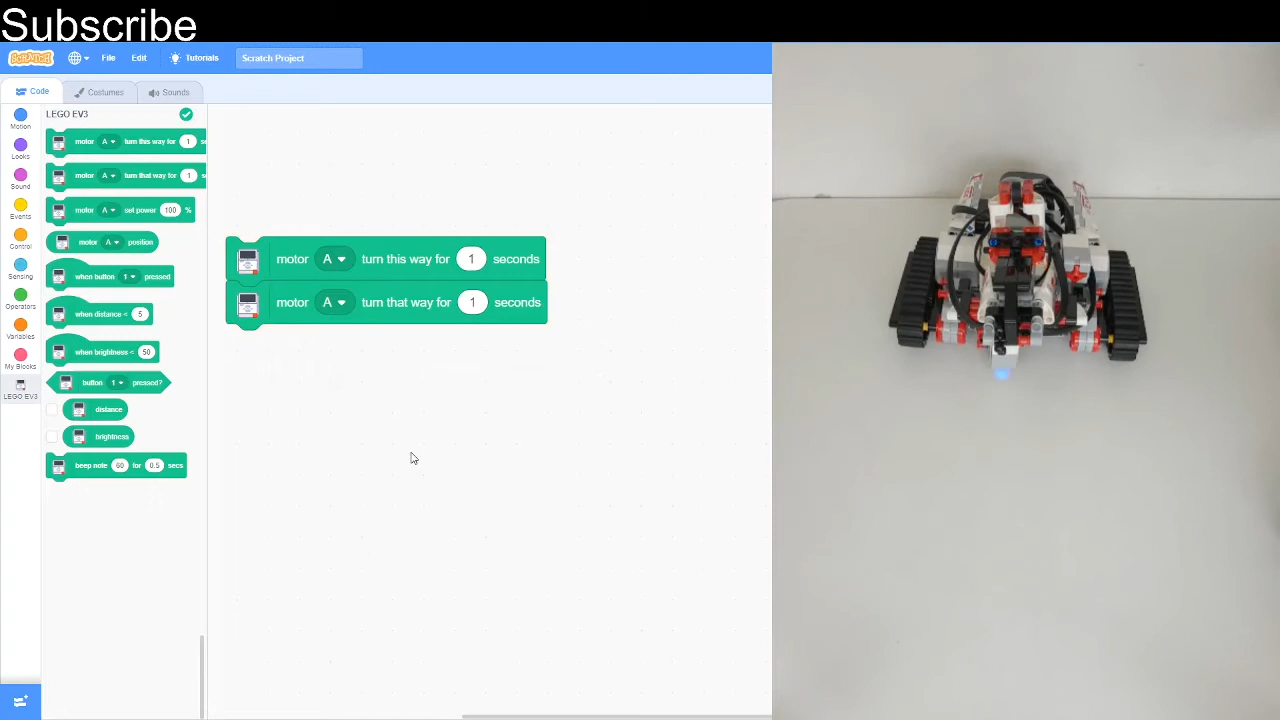 Subscribe
SCRATCH
File
Edit
Tutorials
Scratch Project
Code
Costumes
Sounds
Motion
Looks
Sound
Events
Control
Sensing
Operators
Variables
My Blocks
LEGO EV3
LEGO EV3
motor A turn this way for 1 se
motor A turn that way for 1 se
motor A set power 100 %
motor A position
when button 1 pressed
when distance < 5
when brightness < 50
button 1 pressed?
distance
brightness
beep note 60 for 0.5 secs
motor A turn this way for 1 seconds
motor A turn that way for 1 seconds